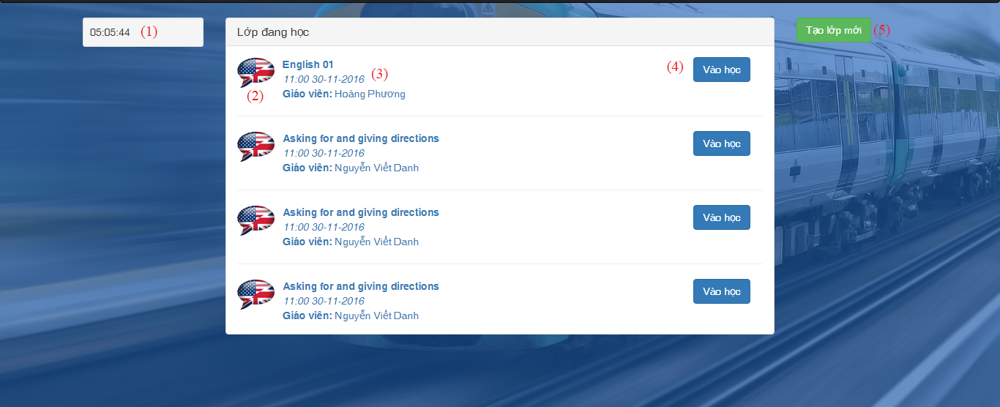 05:05:44 (1)
Lớp đang học
Tạo lớp mới (5)
English 01
11:00 30-11-2016 (3)
(4) Vào học
(2)
Giáo viên: Hoàng Phương
Asking for and giving directions
11:00 30-11-2016
Vào học
Giáo viên: Nguyễn Viết Danh
Asking for and giving directions
11:00 30-11-2016
Vào học
Giáo viên: Nguyễn Viết Danh
Asking for and giving directions
11:00 30-11-2016
Vào học
Giáo viên: Nguyễn Viết Danh